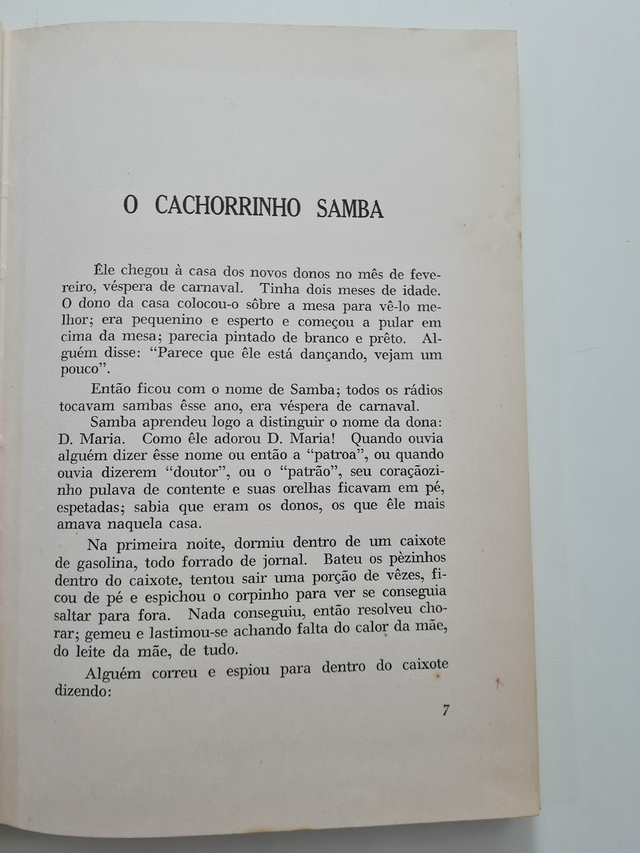 O CACHORRINHO SAMBA
Êle chegou à casa dos novos donos no mês de feve-
reiro, véspera de carnaval. Tinha dois meses de idade.
O dono da casa colocou-o sôbre a mesa para vê-lo me-
lhor; era pequenino e esperto e começou a pular em
cima da mesa; parecia pintado de branco e prêto. Al-
guém disse: “Parece que êle está dançando, vejam um
pouco”.
Então ficou com o nome de Samba; todos os rádios
tocavam sambas êsse ano, era véspera de carnaval.
Samba aprendeu logo a distinguir o nome da dona:
D. Maria. Como êle adorou D. Maria! Quando ouvia
alguém dizer êsse nome ou então a “patroa”, ou quando
ouvia dizerem “doutor”, ou o “patrão”, seu coraçãozi-
nho pulava de contente e suas orelhas ficavam em pé,
espetadas; sabia que eram os donos, os que êle mais
amava naquela casa.
Na primeira noite, dormiu dentro de um caixote
de gasolina, todo forrado de jornal. Bateu os pèzinhos
dentro do caixote, tentou sair uma porção de vêzes, fi-
cou de pé e espichou o corpinho para ver se conseguia
saltar para fora. Nada conseguiu, então resolveu cho-
rar; gemeu e lastimou-se achando falta do calor da mãe,
do leite da mãe, de tudo.
Alguém correu e espiou para dentro do caixote
dizendo:
7